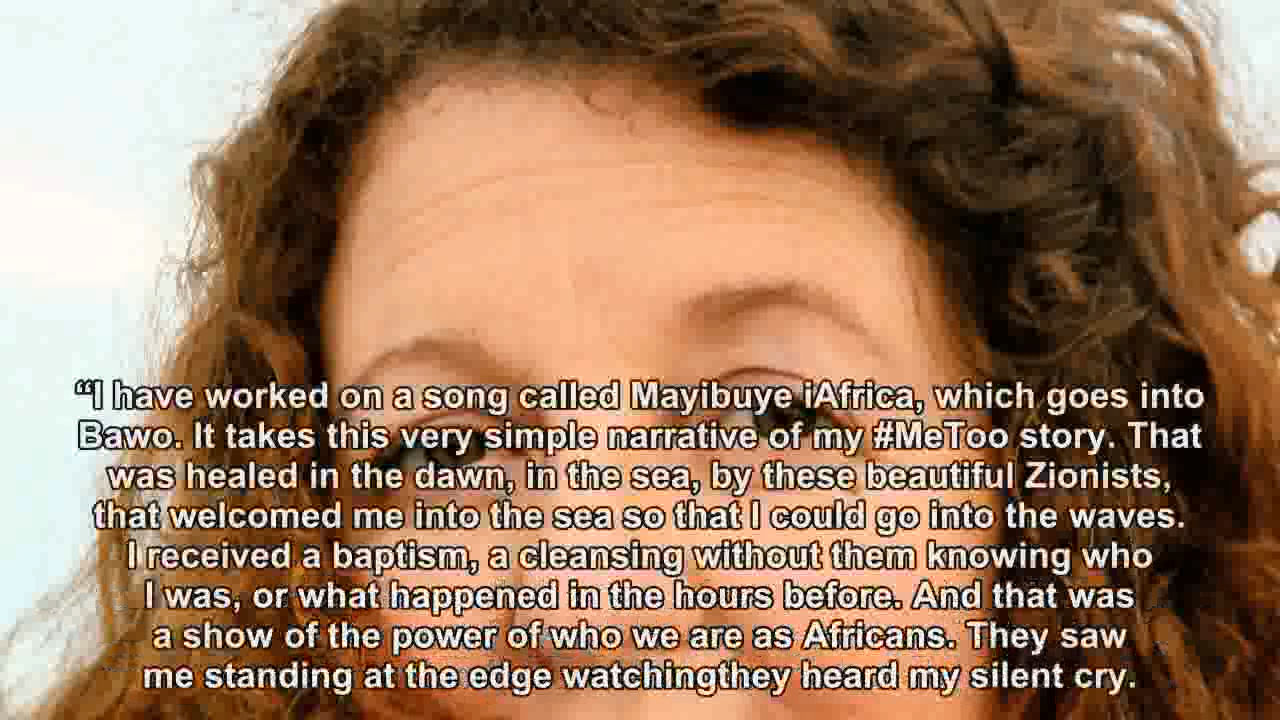 “I have worked on a song called Mayibuye iAfrica, which goes into
Bawo. It takes this very simple narrative of my #MeToo story. That
was healed in the dawn, in the sea, by these beautiful Zionists,
that welcomed me into the sea so that I could go into the waves.
I received a baptism, a cleansing without them knowing who
I was, or what happened in the hours before. And that was
a show of the power of who we are as Africans. They saw
me standing at the edge watchingthey heard my silent cry.